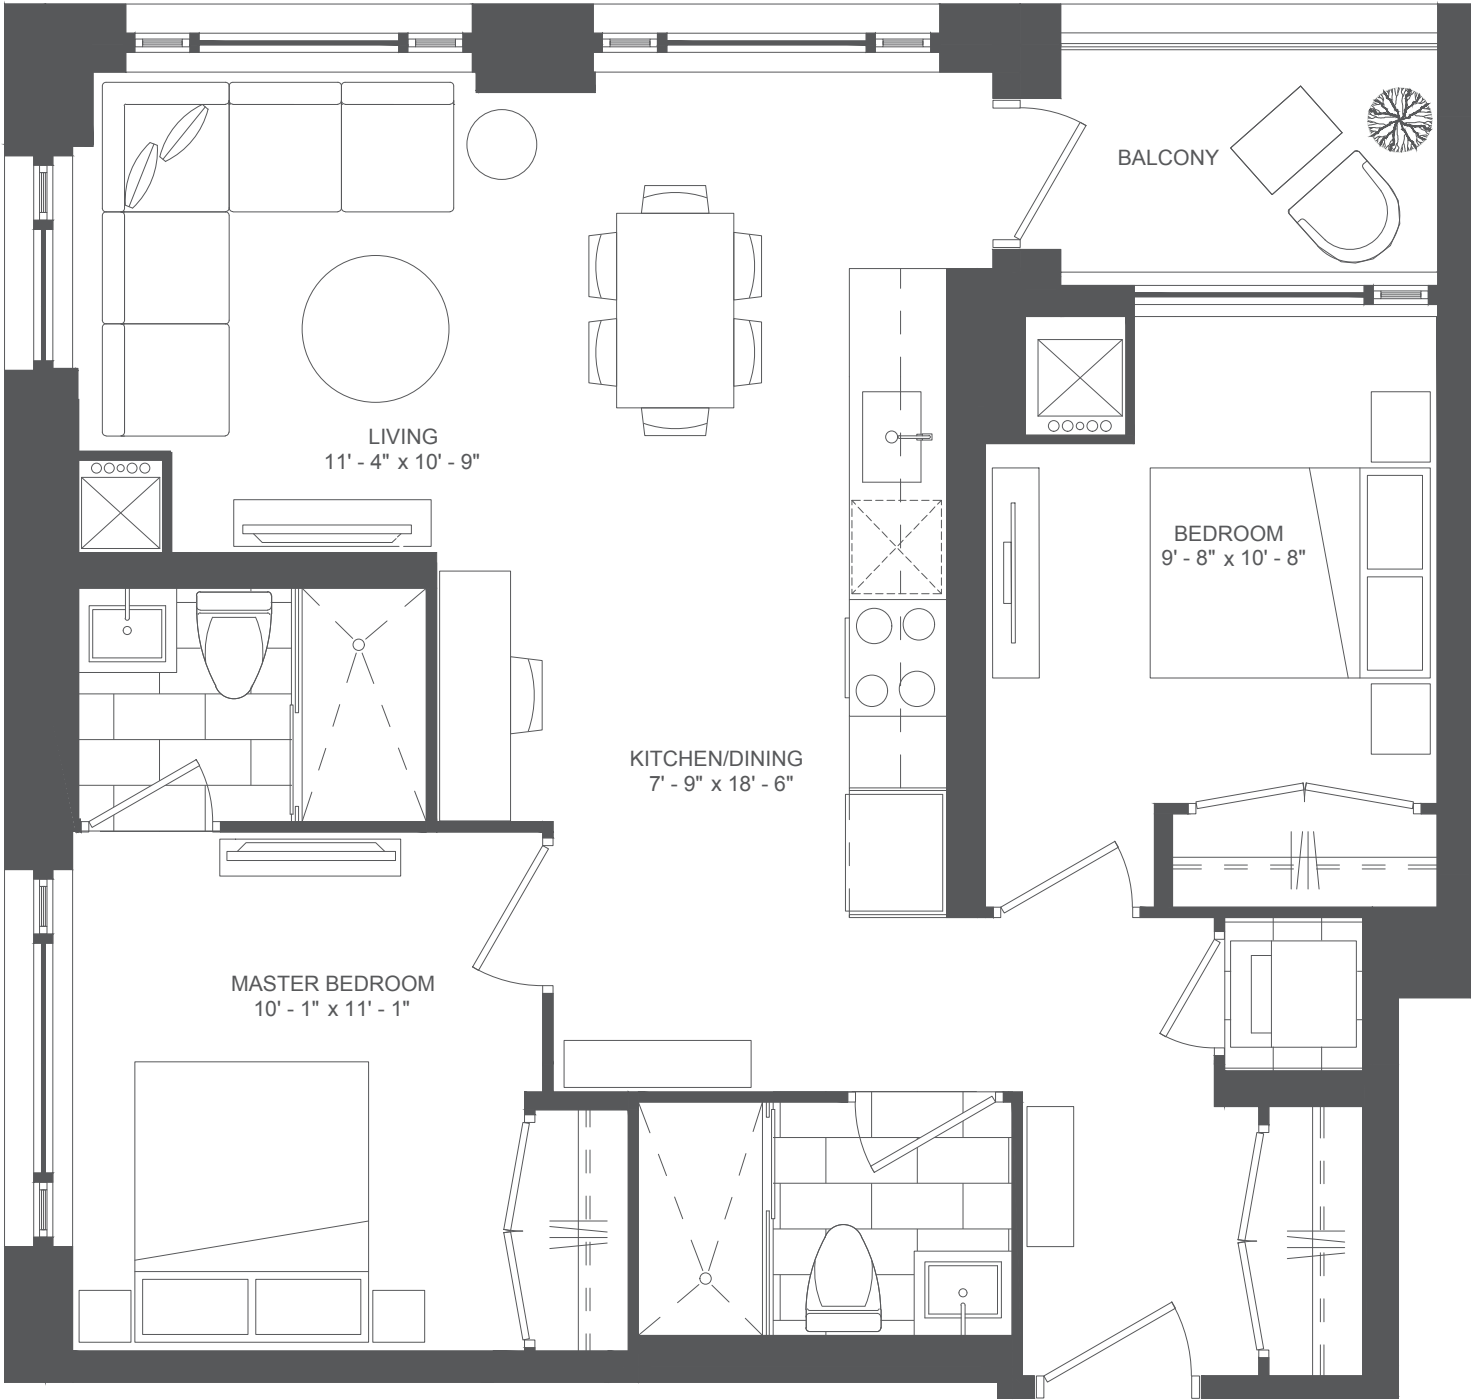 BALCONY
LIVING
11' - 4" x 10' - 9"
BEDROOM
9' - 8" x 10' - 8"
KITCHEN/DINING
7' - 9" x 18' - 6"
MASTER BEDROOM
10' - 1" x 11' - 1"